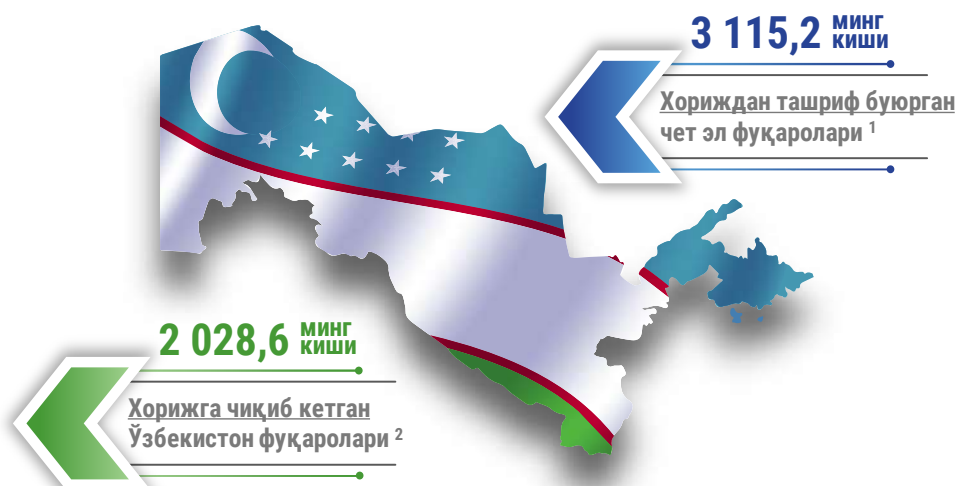 3 115,2 МИНГ КИШИ
Хориждан ташриф буюрган
чет эл фуқаролари ¹
2 028,6 МИНГ КИШИ
Хорижга чиқиб кетган
Ўзбекистон фуқаролари ²